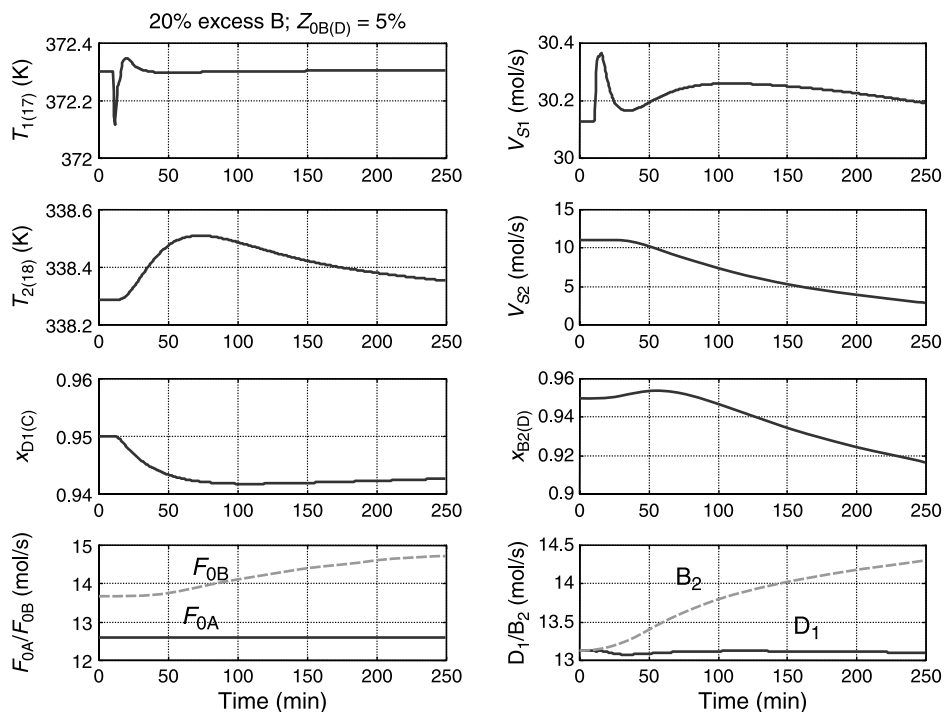 20% excess B; Z0B(D) = 5%
T1(17) (K)
372.4
372.2
372
0 50 100 150 200 250
VS1 (mol/s)
30.4
30.2
30
0 50 100 150 200 250
T2(18) (K)
338.6
338.4
338.2
0 50 100 150 200 250
VS2 (mol/s)
15
10
5
0
0 50 100 150 200 250
xD1(C)
0.96
0.95
0.94
0 50 100 150 200 250
xB2(D)
0.96
0.94
0.92
0.9
0 50 100 150 200 250
F0A/F0B (mol/s)
15
14
13
12
F0B
F0A
0 50 100 150 200 250
Time (min)
D1/B2 (mol/s)
14.5
14
13.5
13
B2
D1
0 50 100 150 200 250
Time (min)